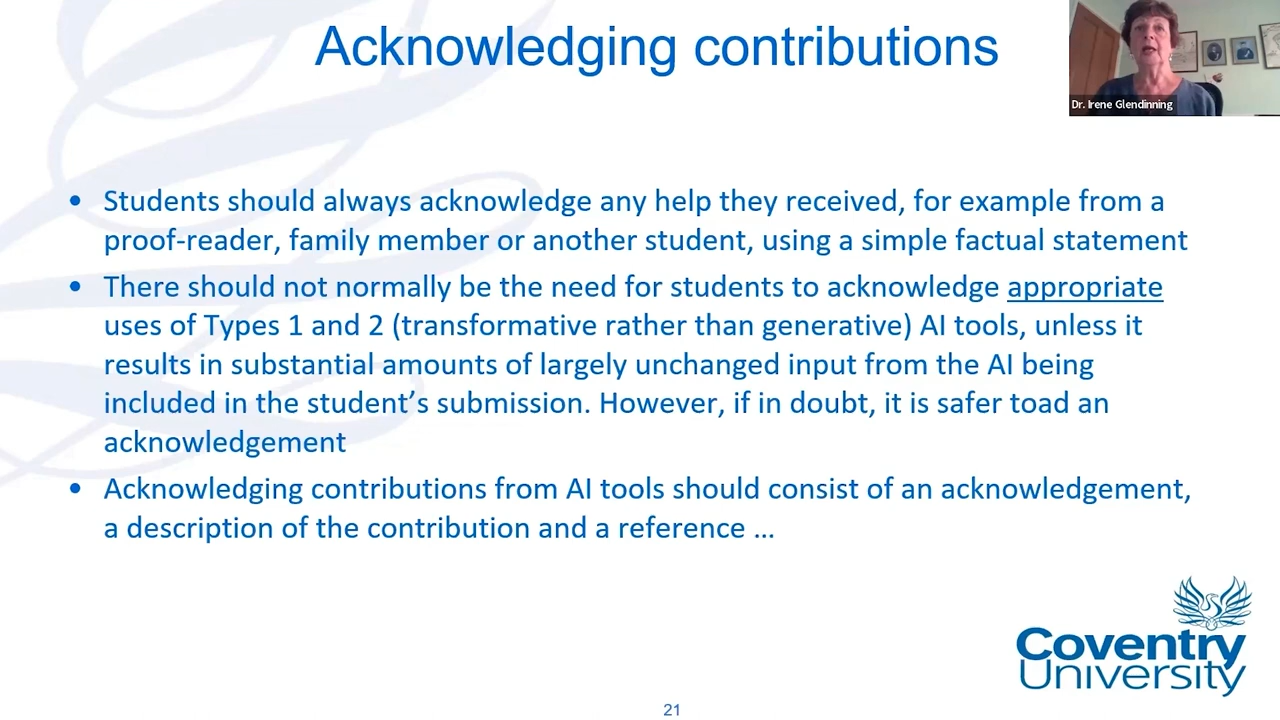 Acknowledging contributions
Dr. Irene Glendinning
• Students should always acknowledge any help they received, for example from a
proof-reader, family member or another student, using a simple factual statement
• There should not normally be the need for students to acknowledge appropriate
uses of Types 1 and 2 (transformative rather than generative) AI tools, unless it
results in substantial amounts of largely unchanged input from the AI being
included in the student’s submission. However, if in doubt, it is safer toad an
acknowledgement
• Acknowledging contributions from AI tools should consist of an acknowledgement,
a description of the contribution and a reference …
Coventry
University
21